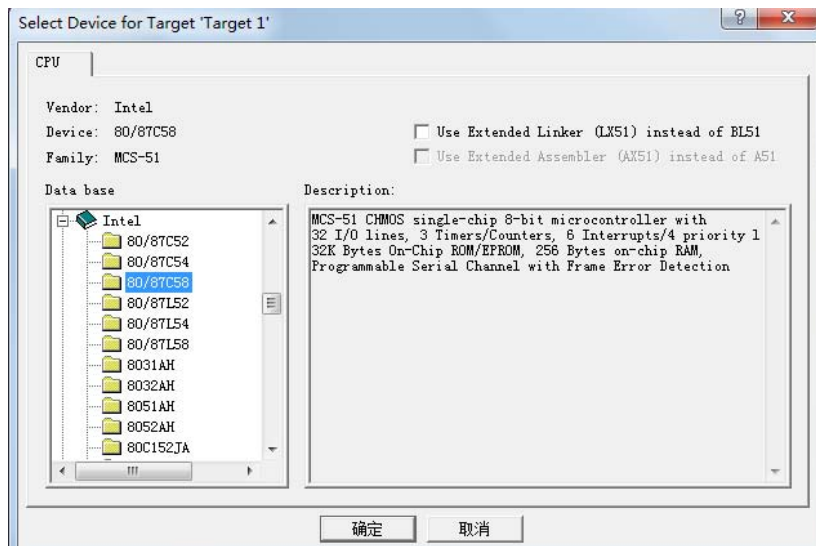 Select Device for Target 'Target 1'
CPU
Vendor: Intel
Device: 80/87C58
Family: MCS-51
Use Extended Linker (LX51) instead of BL51
Use Extended Assembler (AX51) instead of A51
Data base
Description:
Intel
80/87C52
80/87C54
80/87C58
80/87L52
80/87L54
80/87L58
8031AH
8032AH
8051AH
8052AH
80C152JA
MCS-51 CHMOS single-chip 8-bit microcontroller with
32 I/O lines, 3 Timers/Counters, 6 Interrupts/4 priority l
32K Bytes On-Chip ROM/EPROM, 256 Bytes on-chip RAM,
Programmable Serial Channel with Frame Error Detection
确定
取消